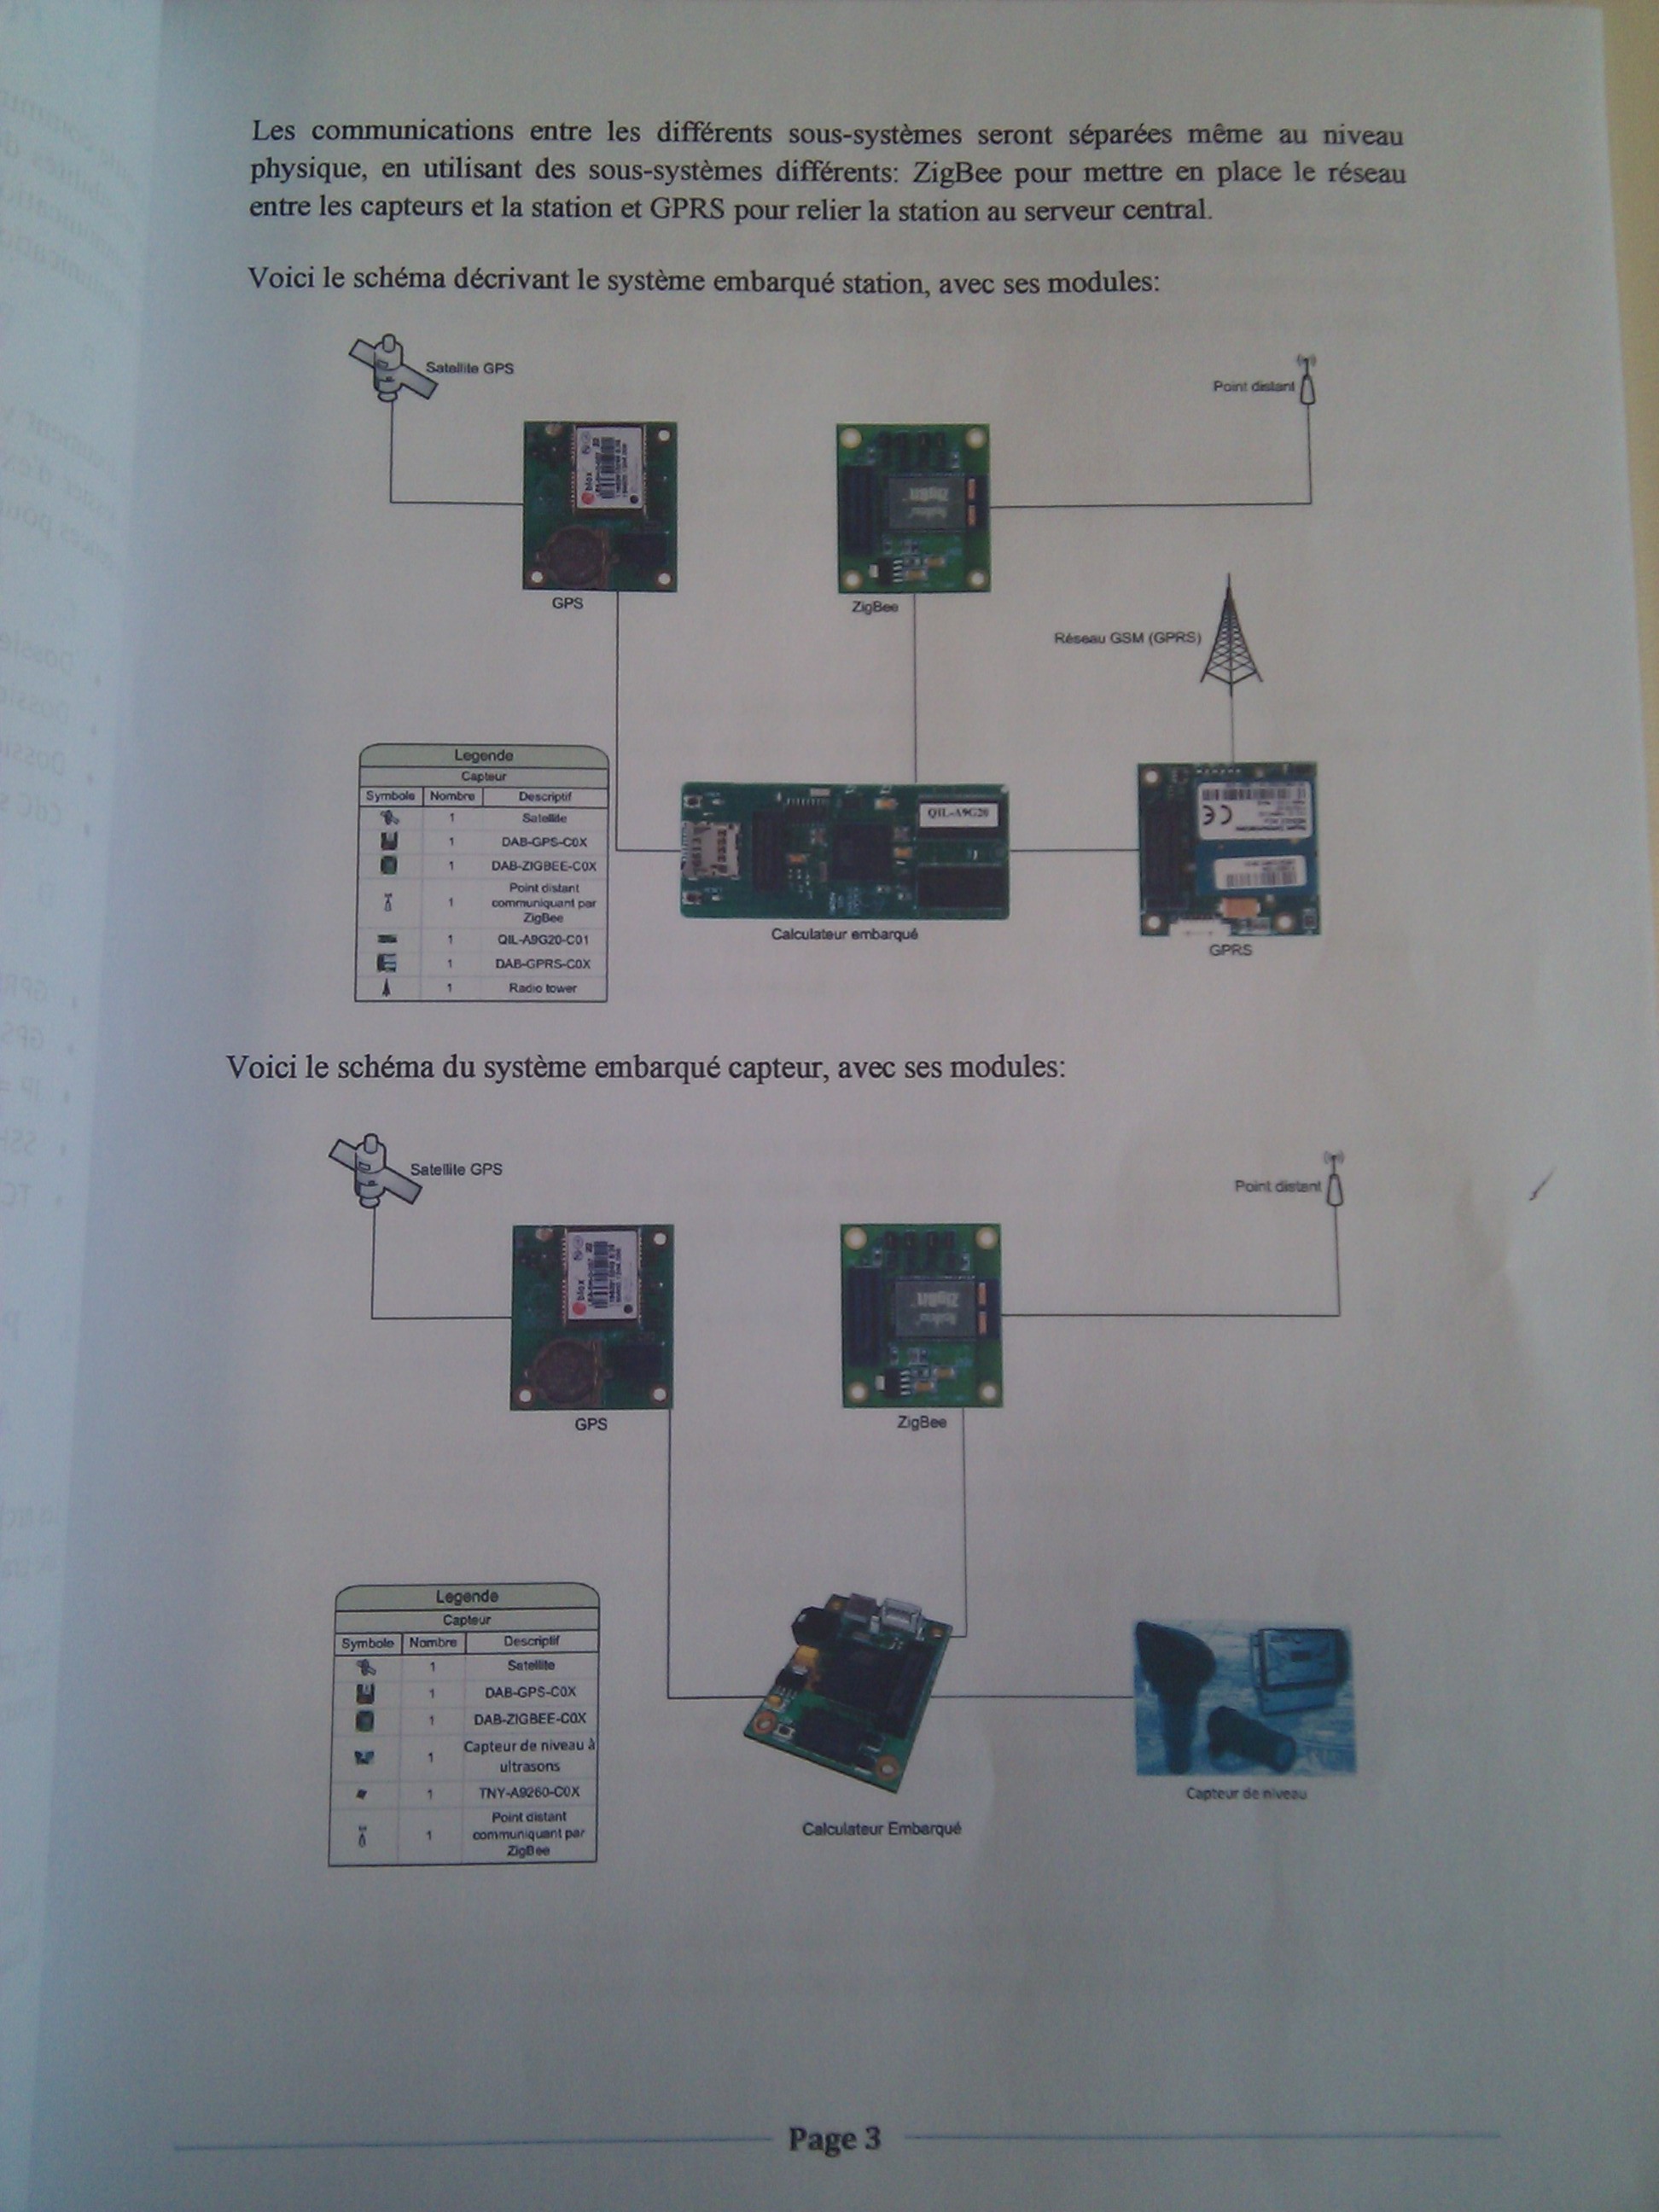 Les communications entre les différents sous-systèmes seront séparées même au niveau
physique, en utilisant des sous-systèmes différents: ZigBee pour mettre en place le réseau
entre les capteurs et la station et GPRS pour relier la station au serveur central.
Voici le schéma décrivant le système embarqué station, avec ses modules:
Satellite GPS
Point distant
blox
ZigBit
GPS
ZigBee
Réseau GSM (GPRS)
QIL-A9G20
CE
Calculateur embarqué
GPRS
Legende
Capteur
Symbole Nombre Descriptif
1 Satellite
1 DAB-GPS-C0X
1 DAB-ZIGBEE-C0X
Point distant
1 communiquant par
ZigBee
1 QIL-A9G20-C01
1 DAB-GPRS-C0X
1 Radio tower
Voici le schéma du système embarqué capteur, avec ses modules:
Satellite GPS
Point distant
blox
ZigBit
GPS
ZigBee
Calculateur Embarqué
Capteur de niveau
Legende
Capteur
Symbole Nombre Descriptif
1 Satellite
1 DAB-GPS-C0X
1 DAB-ZIGBEE-C0X
Capteur de niveau à
1 ultrasons
1 TNY-A9260-C0X
Point distant
1 communiquant par
ZigBee
Page 3